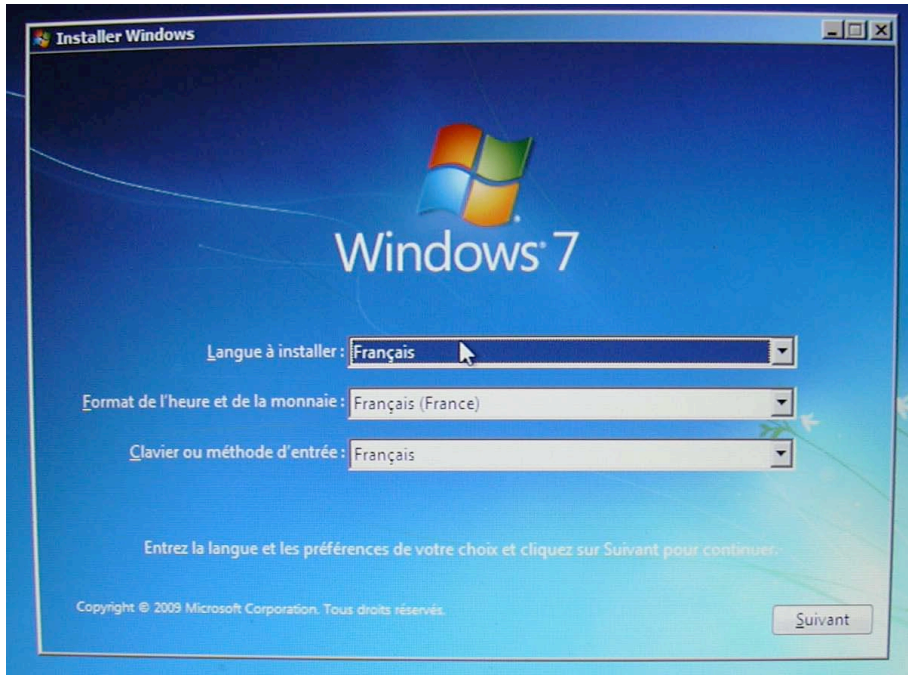 Installer Windows
Windows 7
Langue à installer : Français
Format de l'heure et de la monnaie : Français (France)
Clavier ou méthode d'entrée : Français
Entrez la langue et les préférences de votre choix et cliquez sur Suivant pour continuer.
Copyright © 2009 Microsoft Corporation. Tous droits réservés.
Suivant